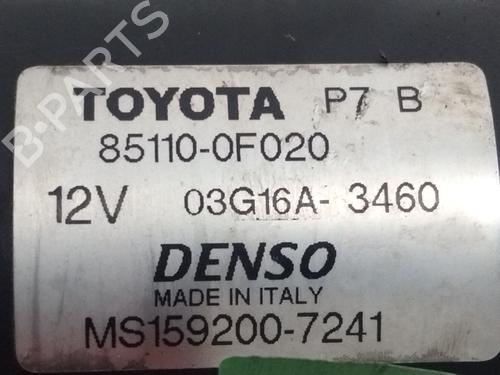 B-PARTS
TOYOTA P7 B
85110-0F020
12V 03G16A- 3460
DENSO
MADE IN ITALY
MS159200-7241